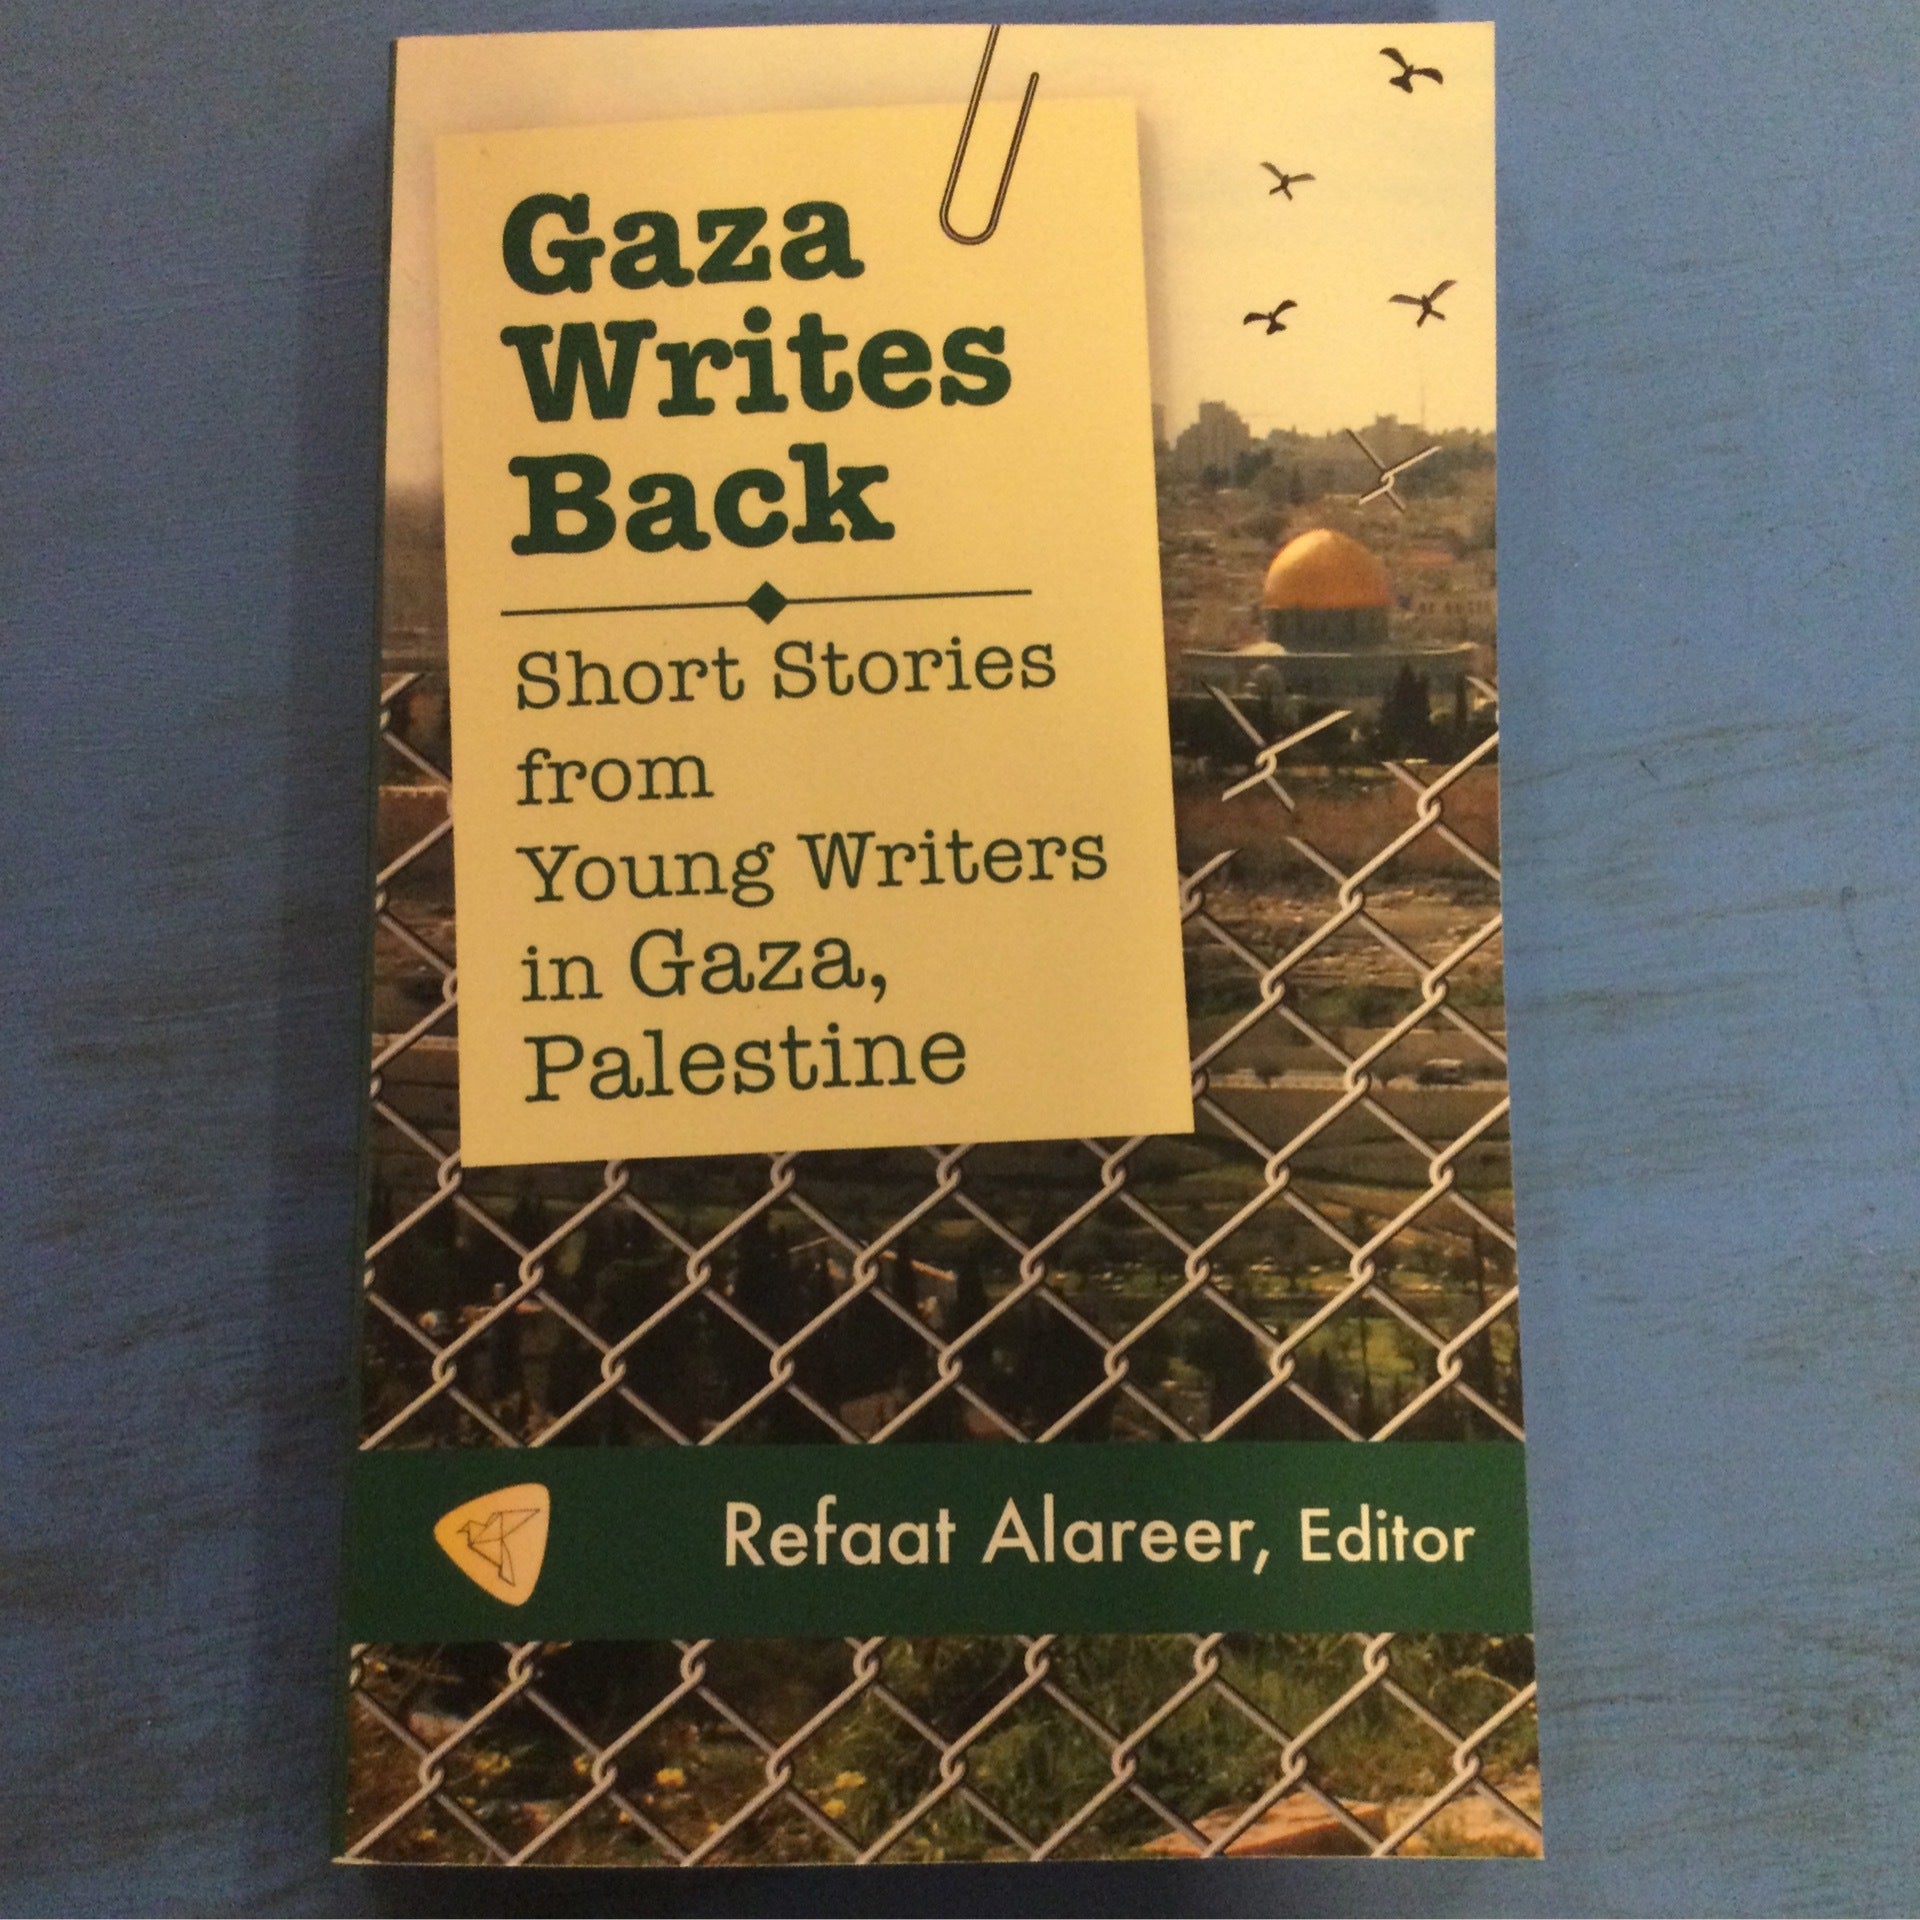 Gaza
Writes
Back
Short Stories
from
Young Writers
in Gaza,
Palestine
Refaat Alareer, Editor